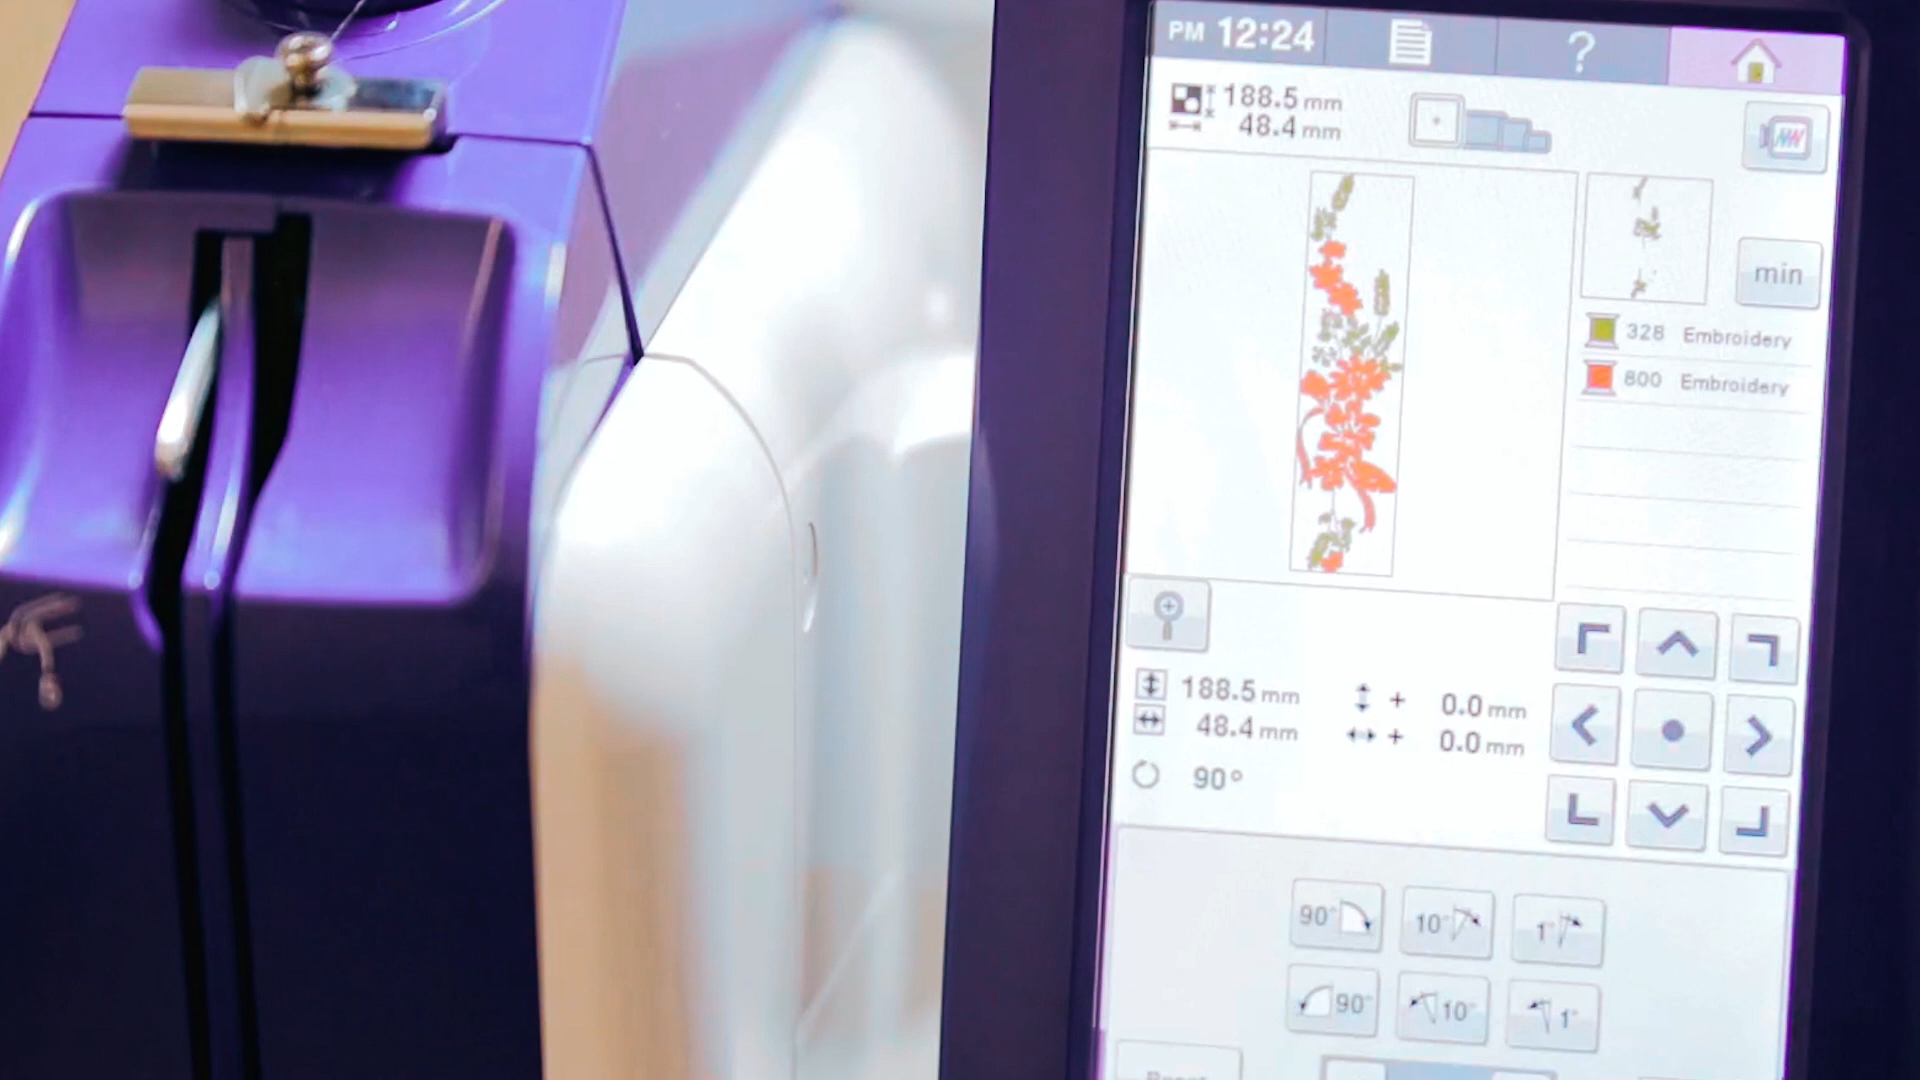 PM 12:24
?
188.5 mm
48.4 mm
min
328 Embroidery
800 Embroidery
188.5 mm
+ 0.0 mm
48.4 mm
+ 0.0 mm
90°
90° 10° 1°
90° 10° 1°